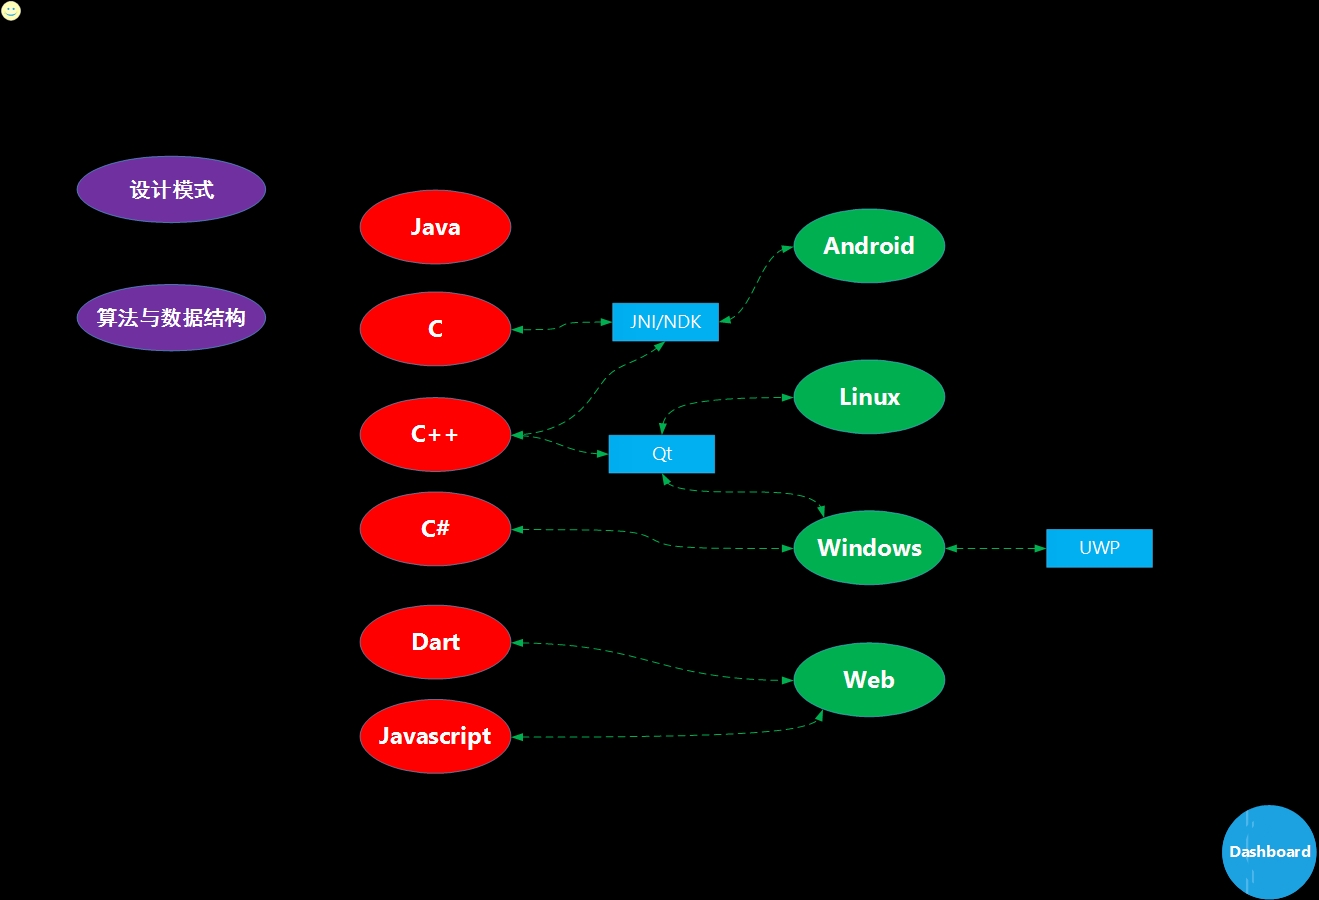 设计模式
算法与数据结构
Java
C
C++
C#
Dart
Javascript
JNI/NDK
Qt
Android
Linux
Windows
Web
UWP
Dashboard